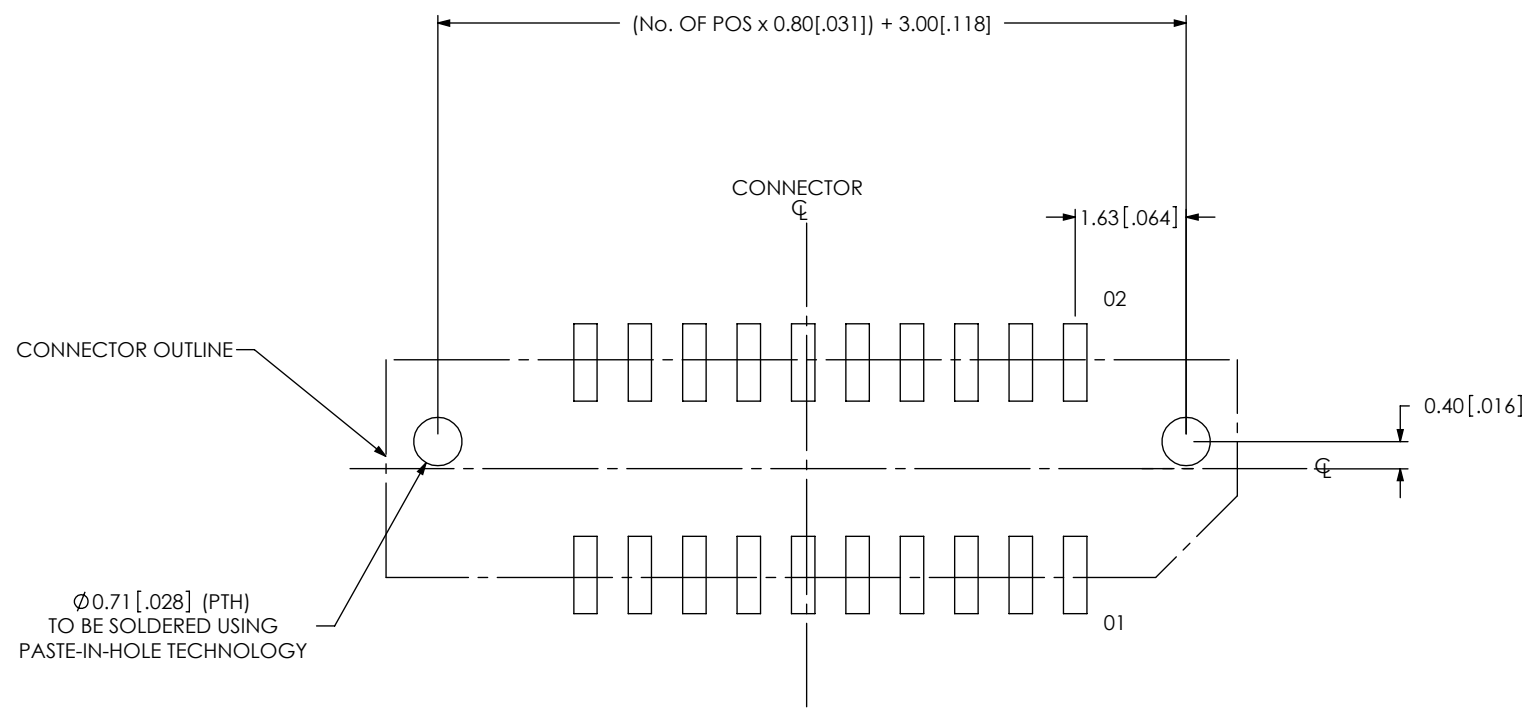 (No. OF POS x 0.80[.031]) + 3.00[.118]
CONNECTOR
℄
1.63[.064]
02
CONNECTOR OUTLINE
0.40[.016]
℄
Ø0.71[.028] (PTH)
TO BE SOLDERED USING
PASTE-IN-HOLE TECHNOLOGY
01